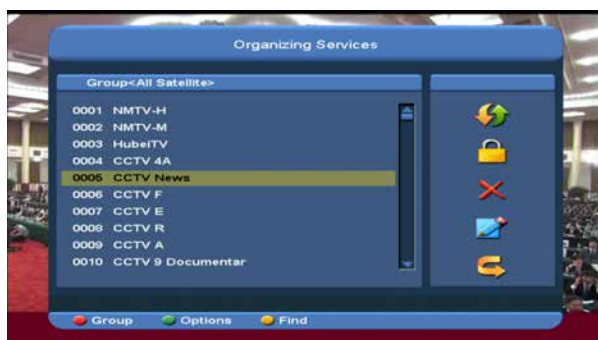 Organizing Services
Group<All Satellite>
0001 NMTV-H
0002 NMTV-M
0003 HubeiTV
0004 CCTV 4A
0005 CCTV News
0006 CCTV F
0007 CCTV E
0008 CCTV R
0009 CCTV A
0010 CCTV 9 Documentar
Group Options Find